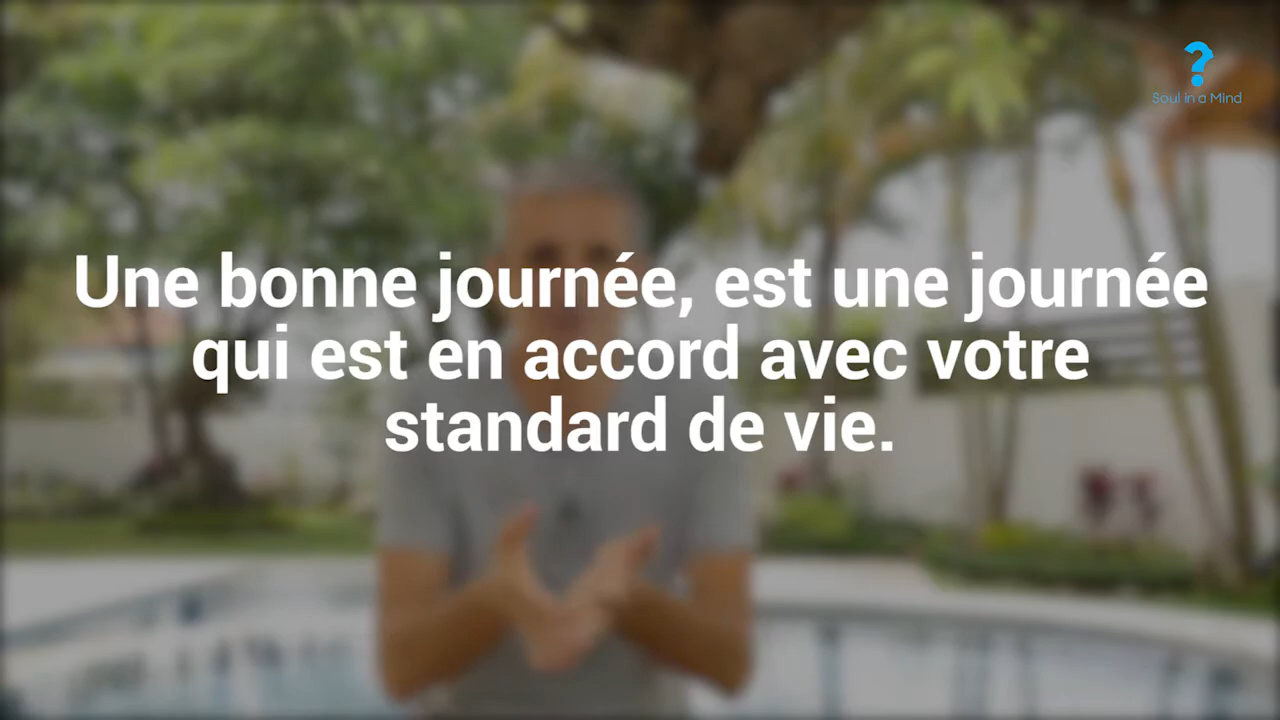 Soul in a Mind
Une bonne journée, est une journée
qui est en accord avec votre
standard de vie.